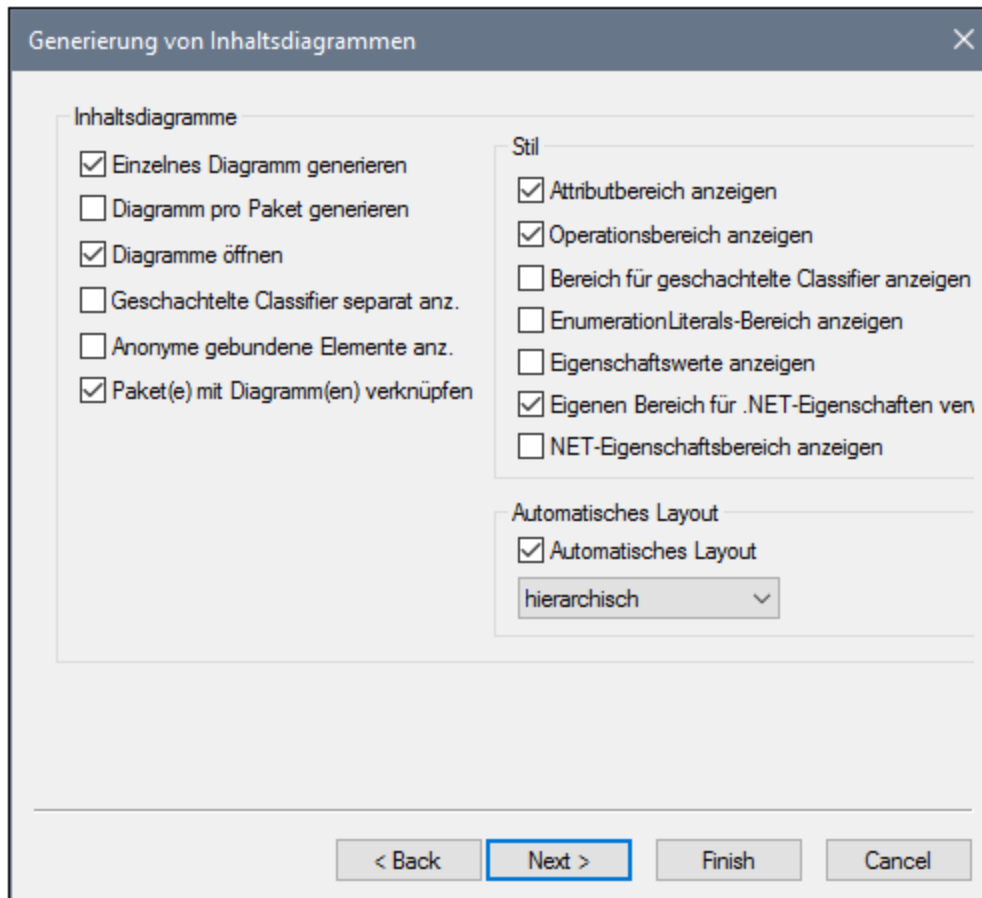 Generierung von Inhaltsdiagrammen
Inhaltsdiagramme
Einzelnes Diagramm generieren
Diagramm pro Paket generieren
Diagramme öffnen
Geschachtelte Classifier separat anz.
Anonyme gebundene Elemente anz.
Paket(e) mit Diagramm(en) verknüpfen
Stil
Attributbereich anzeigen
Operationsbereich anzeigen
Bereich für geschachtelte Classifier anzeigen
EnumerationLiterals-Bereich anzeigen
Eigenschaftswerte anzeigen
Eigenen Bereich für .NET-Eigenschaften
NET-Eigenschaftsbereich anzeigen
Automatisches Layout
Automatisches Layout
hierarchisch
< Back
Next >
Finish
Cancel